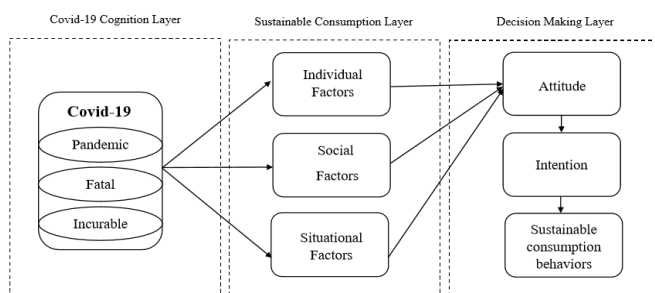 Covid-19 Cognition Layer
Sustainable Consumption Layer
Decision Making Layer
Covid-19
Pandemic
Fatal
Incurable
Individual
Factors
Social
Factors
Situational
Factors
Attitude
Intention
Sustainable
consumption
behaviors